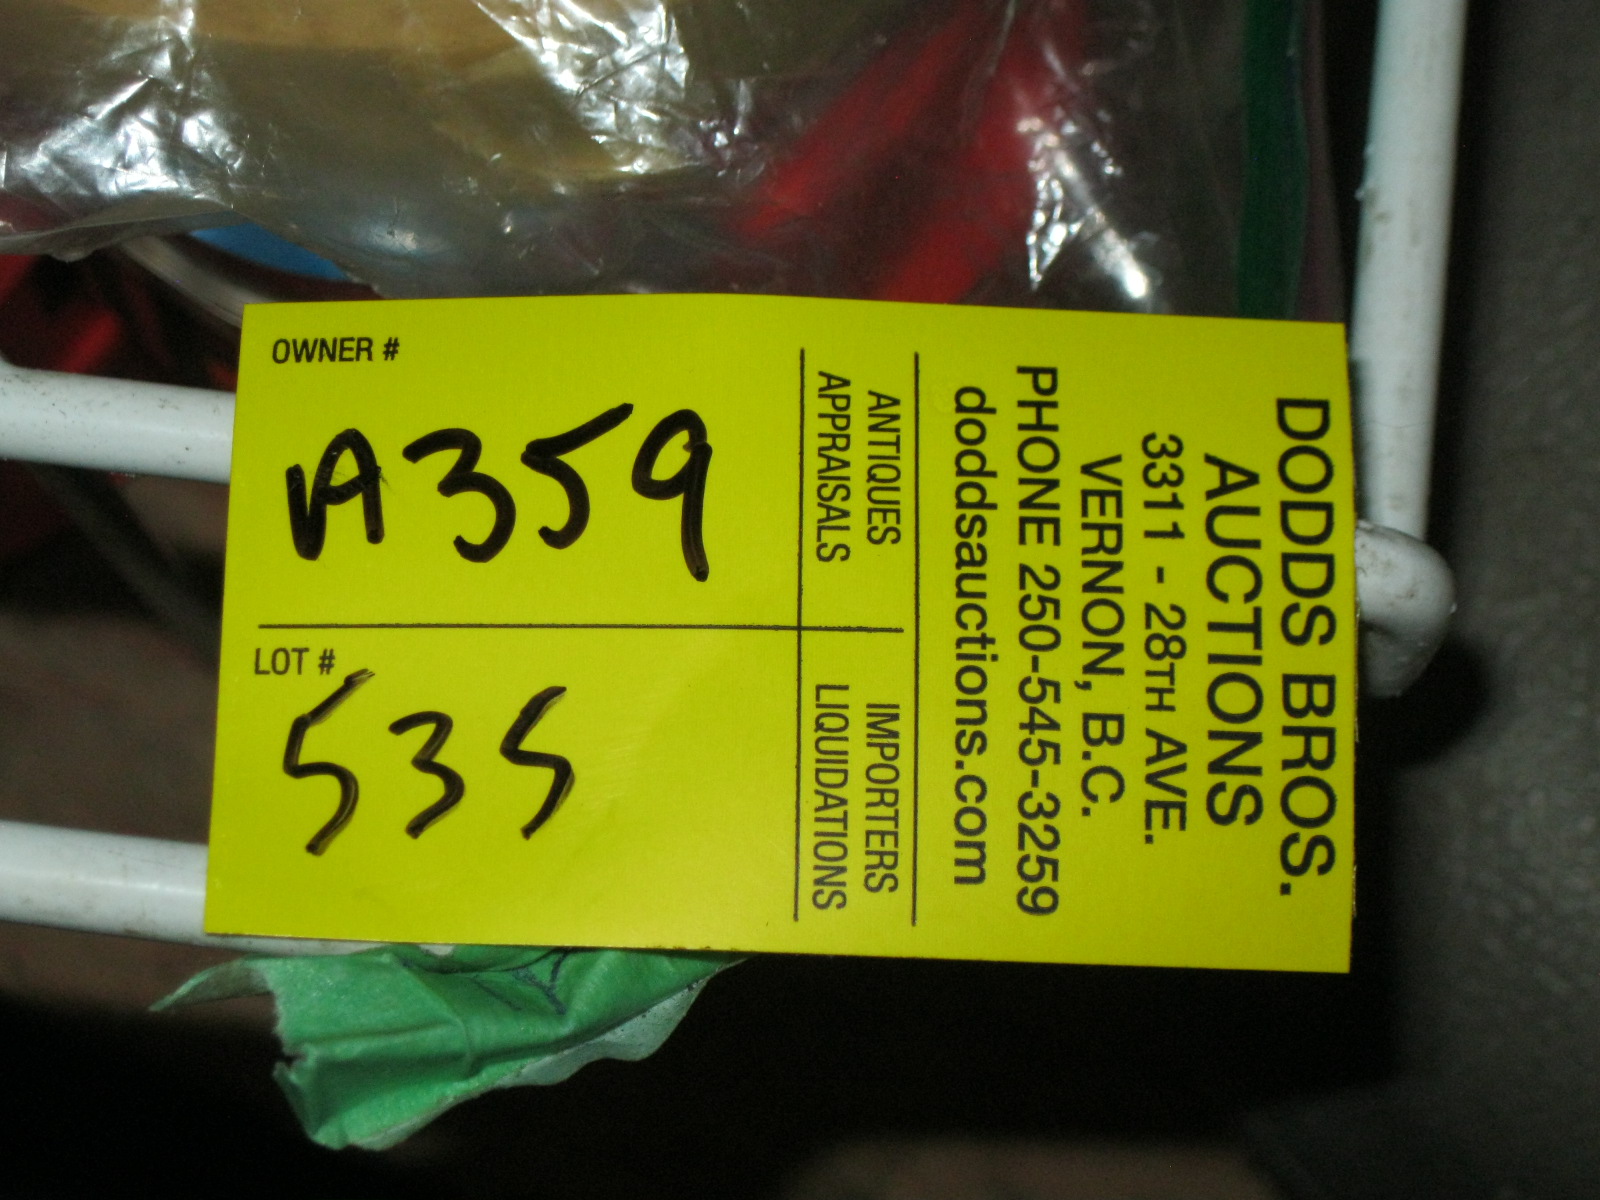 OWNER #
A359
LOT #
535
DODDS BROS.
AUCTIONS
3311 - 28TH AVE.
VERNON, B.C.
PHONE 250-545-3259
doddsauctions.com
ANTIQUES IMPORTERS
APPRAISALS LIQUIDATIONS